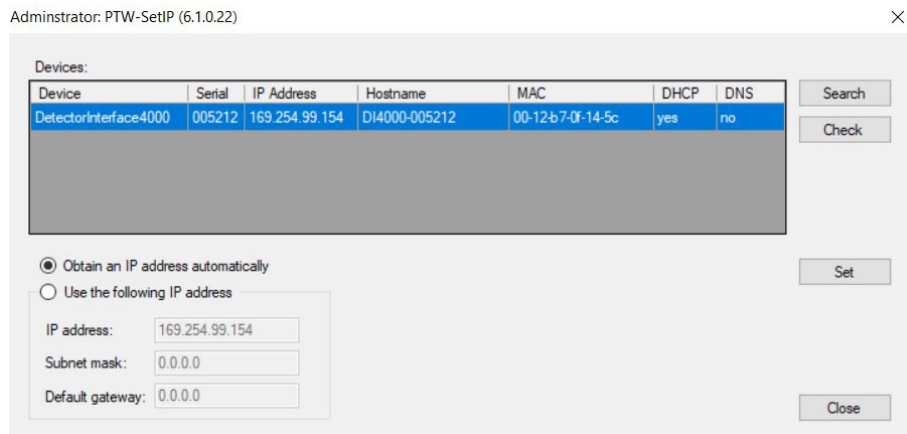 Adminstrator: PTW-SetIP (6.1.0.22)
Devices:
Device Serial IP Address Hostname MAC DHCP DNS
DetectorInterface4000 005212 169.254.99.154 DI4000-005212 00-12-b7-0f-14-5c yes no
Search
Check
Obtain an IP address automatically
Set
Use the following IP address
IP address: 169.254.99.154
Subnet mask: 0.0.0.0
Default gateway: 0.0.0.0
Close